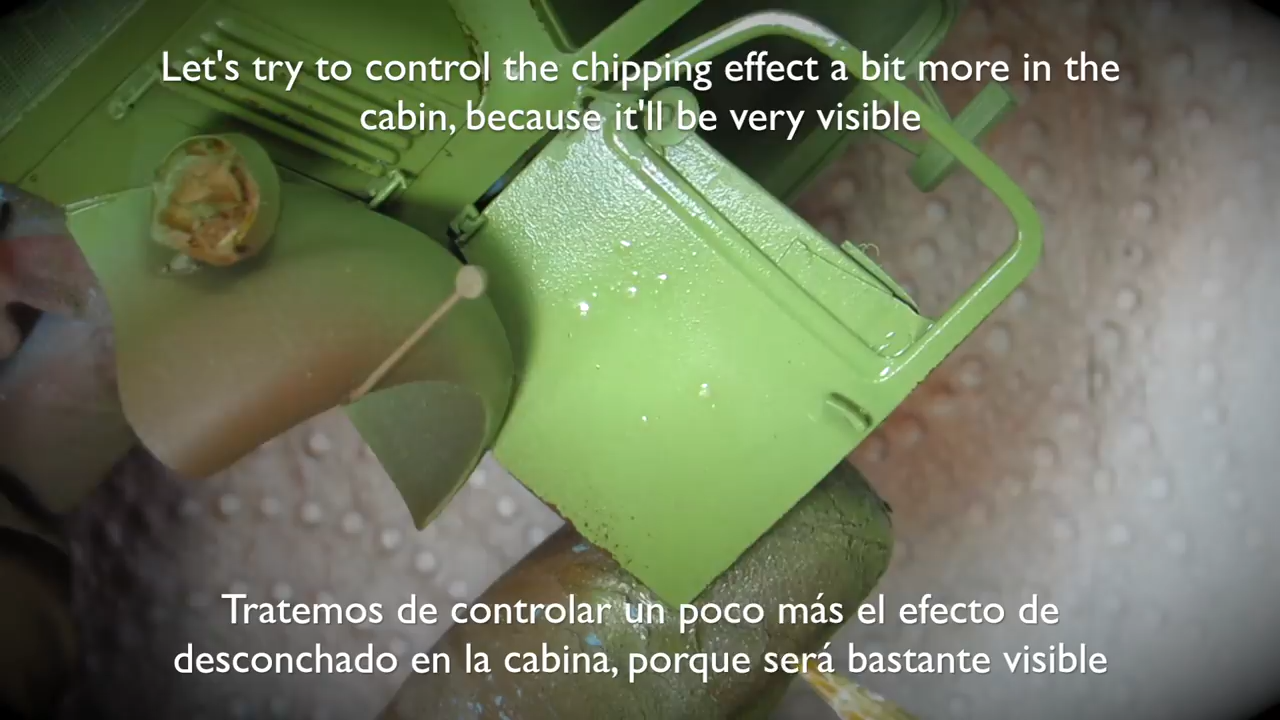 Let's try to control the chipping effect a bit more in the
cabin, because it'll be very visible
Tratemos de controlar un poco más el efecto de
desconchado en la cabina, porque será bastante visible